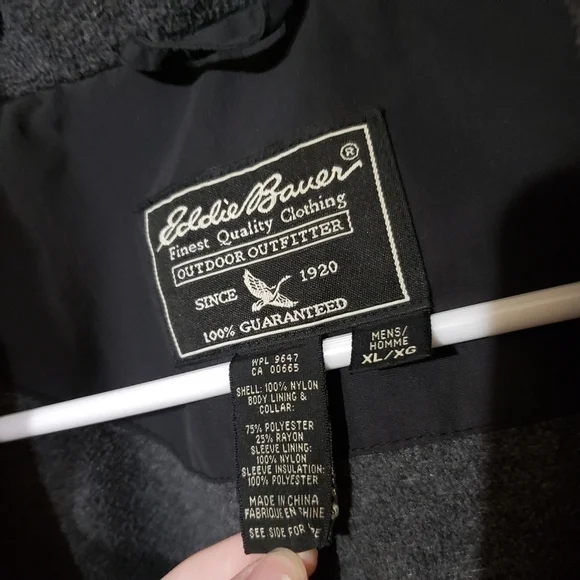 Eddie Bauer®
Finest Quality Clothing
OUTDOOR OUTFITTER
SINCE 1920
100% GUARANTEED
MENS/
HOMME
XL/XG
WPL 9647
CA 00665
SHELL: 100% NYLON
BODY LINING &
COLLAR:
75% POLYESTER
25% RAYON
SLEEVE LINING:
100% NYLON
SLEEVE INSULATION:
100% POLYESTER
MADE IN CHINA
FABRIQUE EN CHINE
SEE SIDE FOR